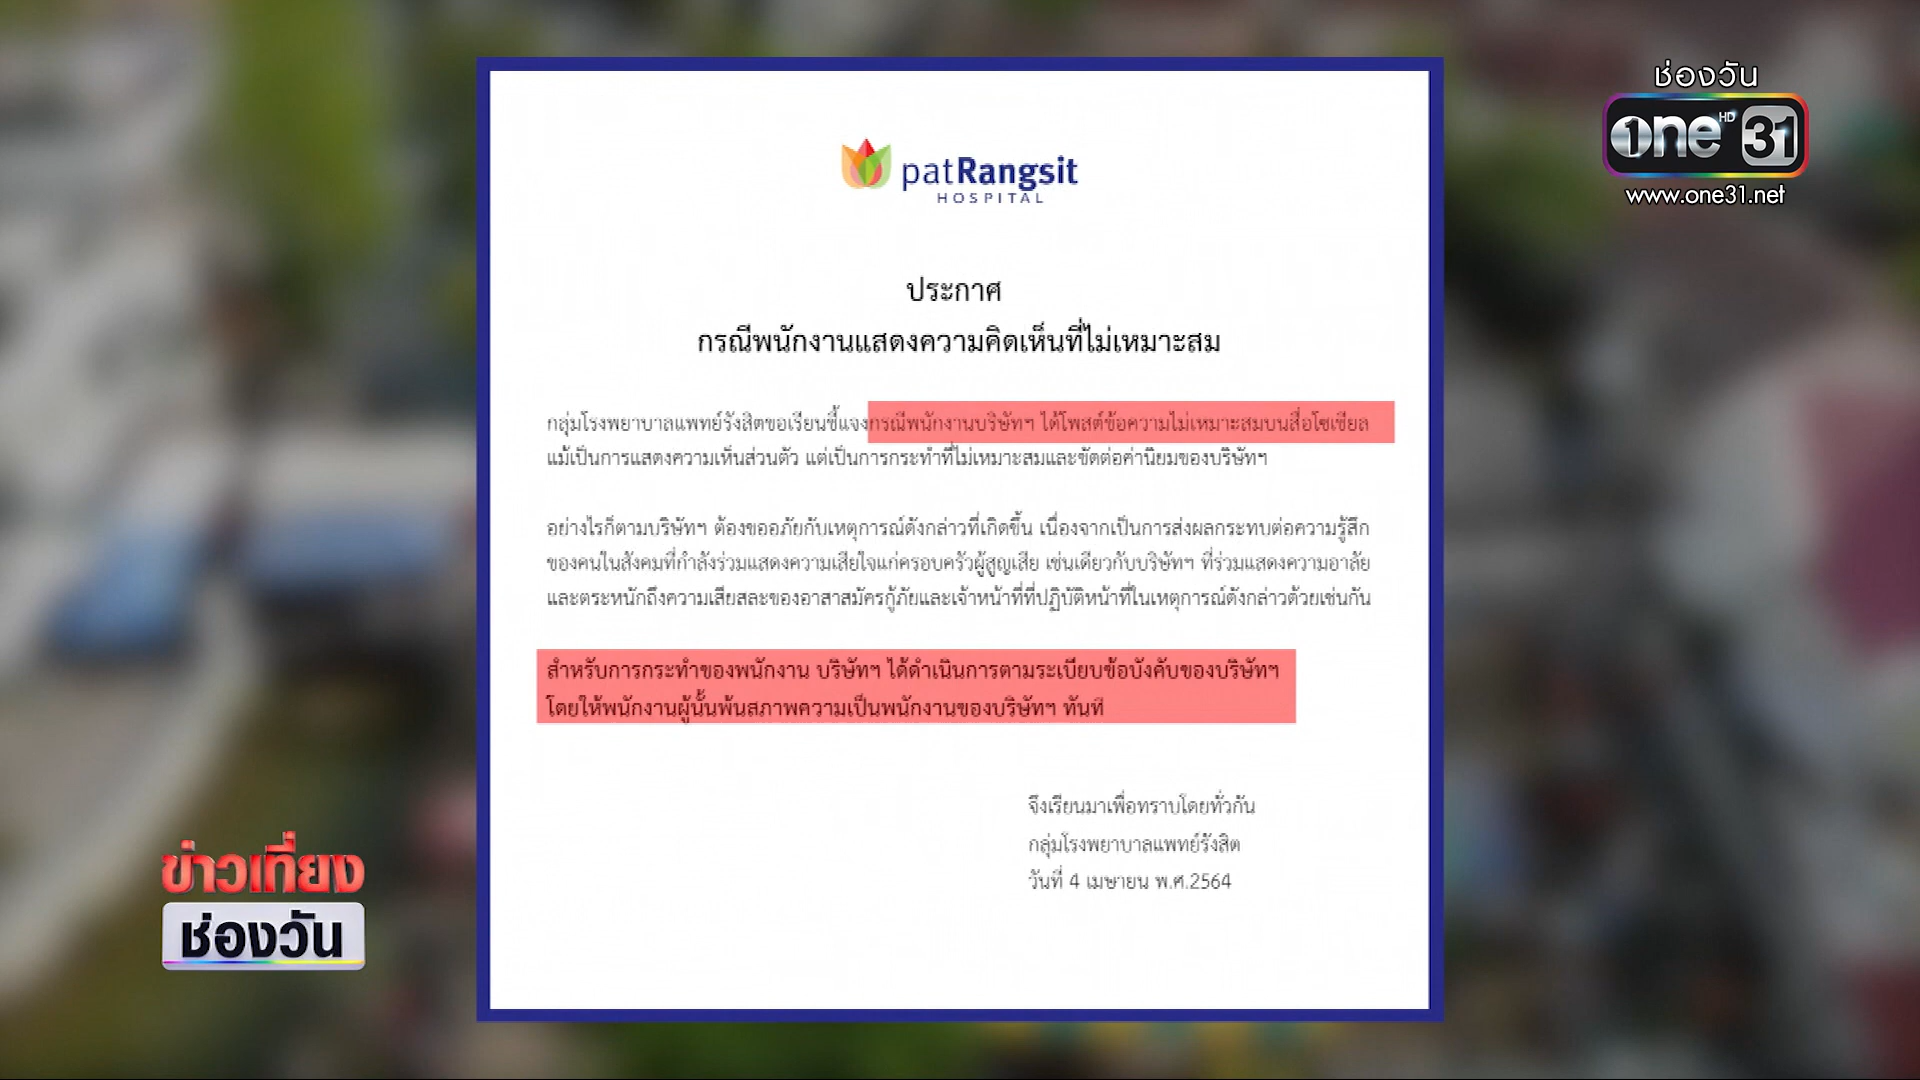 ช่องวัน
one HD 31
www.one31.net
patRangsit
HOSPITAL
ประกาศ
กรณีพนักงานแสดงความคิดเห็นที่ไม่เหมาะสม
กลุ่มโรงพยาบาลแพทย์รังสิตขอเรียนชี้แจงกรณีพนักงานบริษัทฯ ได้โพสต์ข้อความไม่เหมาะสมบนสื่อโซเชียล
แม้เป็นการแสดงความเห็นส่วนตัว แต่เป็นการกระทำที่ไม่เหมาะสมและขัดต่อค่านิยมของบริษัทฯ
อย่างไรก็ตามบริษัทฯ ต้องขออภัยกับเหตุการณ์ดังกล่าวที่เกิดขึ้น เนื่องจากเป็นการส่งผลกระทบต่อความรู้สึก
ของคนในสังคมที่กำลังร่วมแสดงความเสียใจแก่ครอบครัวผู้สูญเสีย เช่นเดียวกับบริษัทฯ ที่ร่วมแสดงความอาลัย
และตระหนักถึงความเสียสละของอาสาสมัครกู้ภัยและเจ้าหน้าที่ที่ปฏิบัติหน้าที่ในเหตุการณ์ดังกล่าวด้วยเช่นกัน
สำหรับการกระทำของพนักงาน บริษัทฯ ได้ดำเนินการตามระเบียบข้อบังคับของบริษัทฯ
โดยให้พนักงานผู้นั้นพ้นสภาพความเป็นพนักงานของบริษัทฯ ทันที
จึงเรียนมาเพื่อทราบโดยทั่วกัน
กลุ่มโรงพยาบาลแพทย์รังสิต
วันที่ 4 เมษายน พ.ศ.2564
ข่าวเที่ยง
ช่องวัน